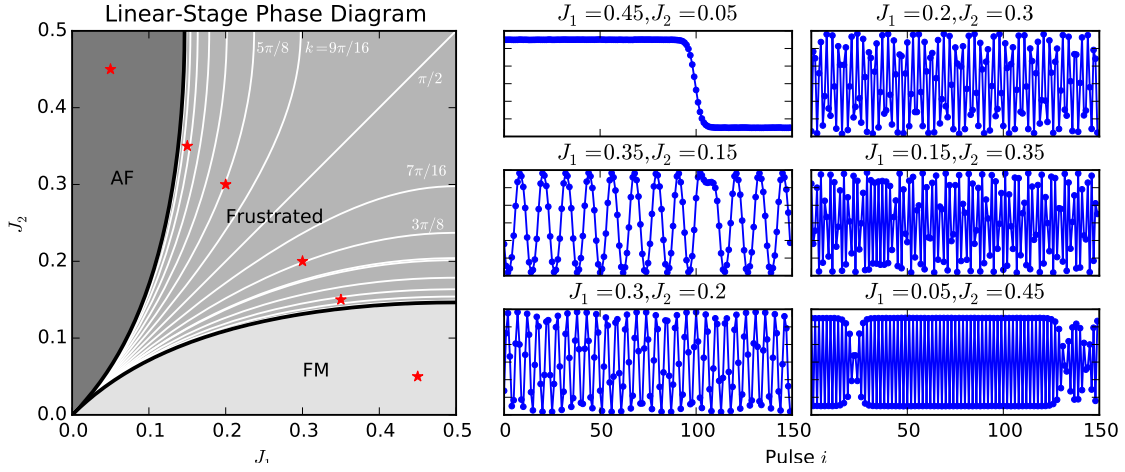 Linear-Stage Phase Diagram
0.5
0.4
0.3
0.2
0.1
0.0
J₂
0.0
0.1
0.2
0.3
0.4
0.5
J₁
AF
Frustrated
FM
5π/8
k=9π/16
π/2
7π/16
3π/8
J₁=0.45,J₂=0.05
J₁=0.2,J₂=0.3
J₁=0.35,J₂=0.15
J₁=0.15,J₂=0.35
J₁=0.3,J₂=0.2
J₁=0.05,J₂=0.45
0
50
100
150
0
50
100
150
Pulse i